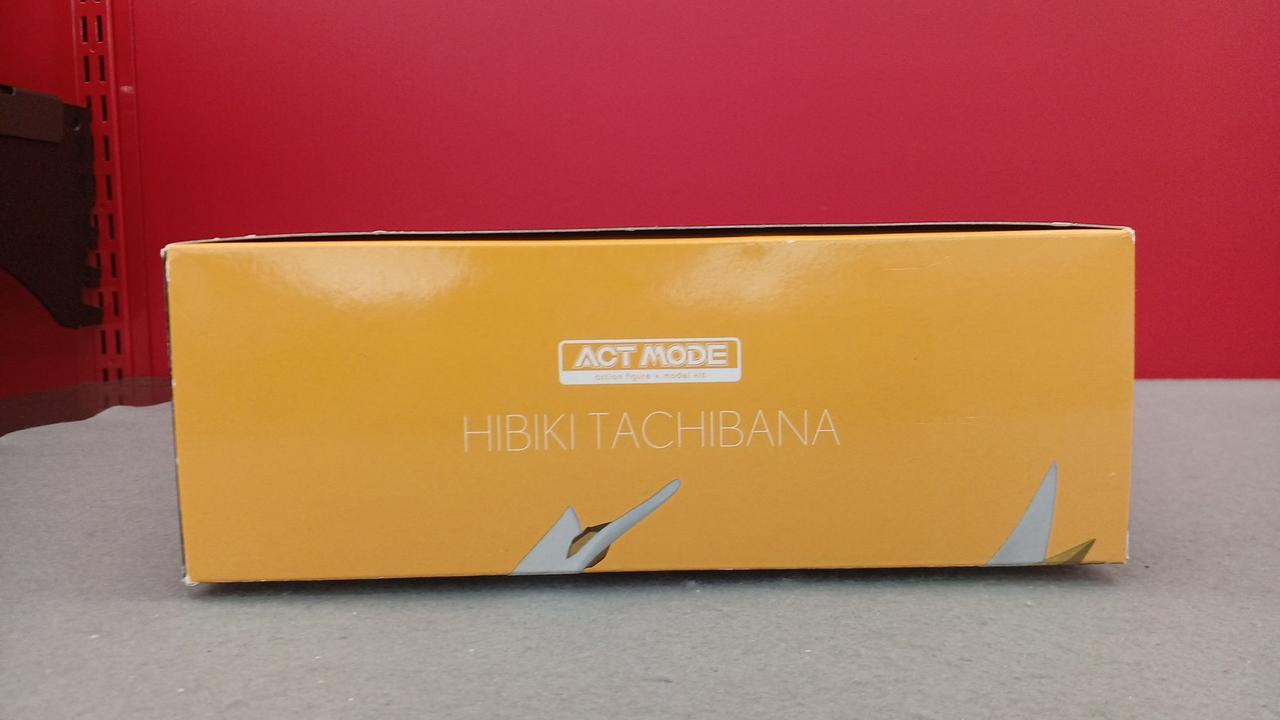 ACT MODE
action figure × model kit
HIBIKI TACHIBANA